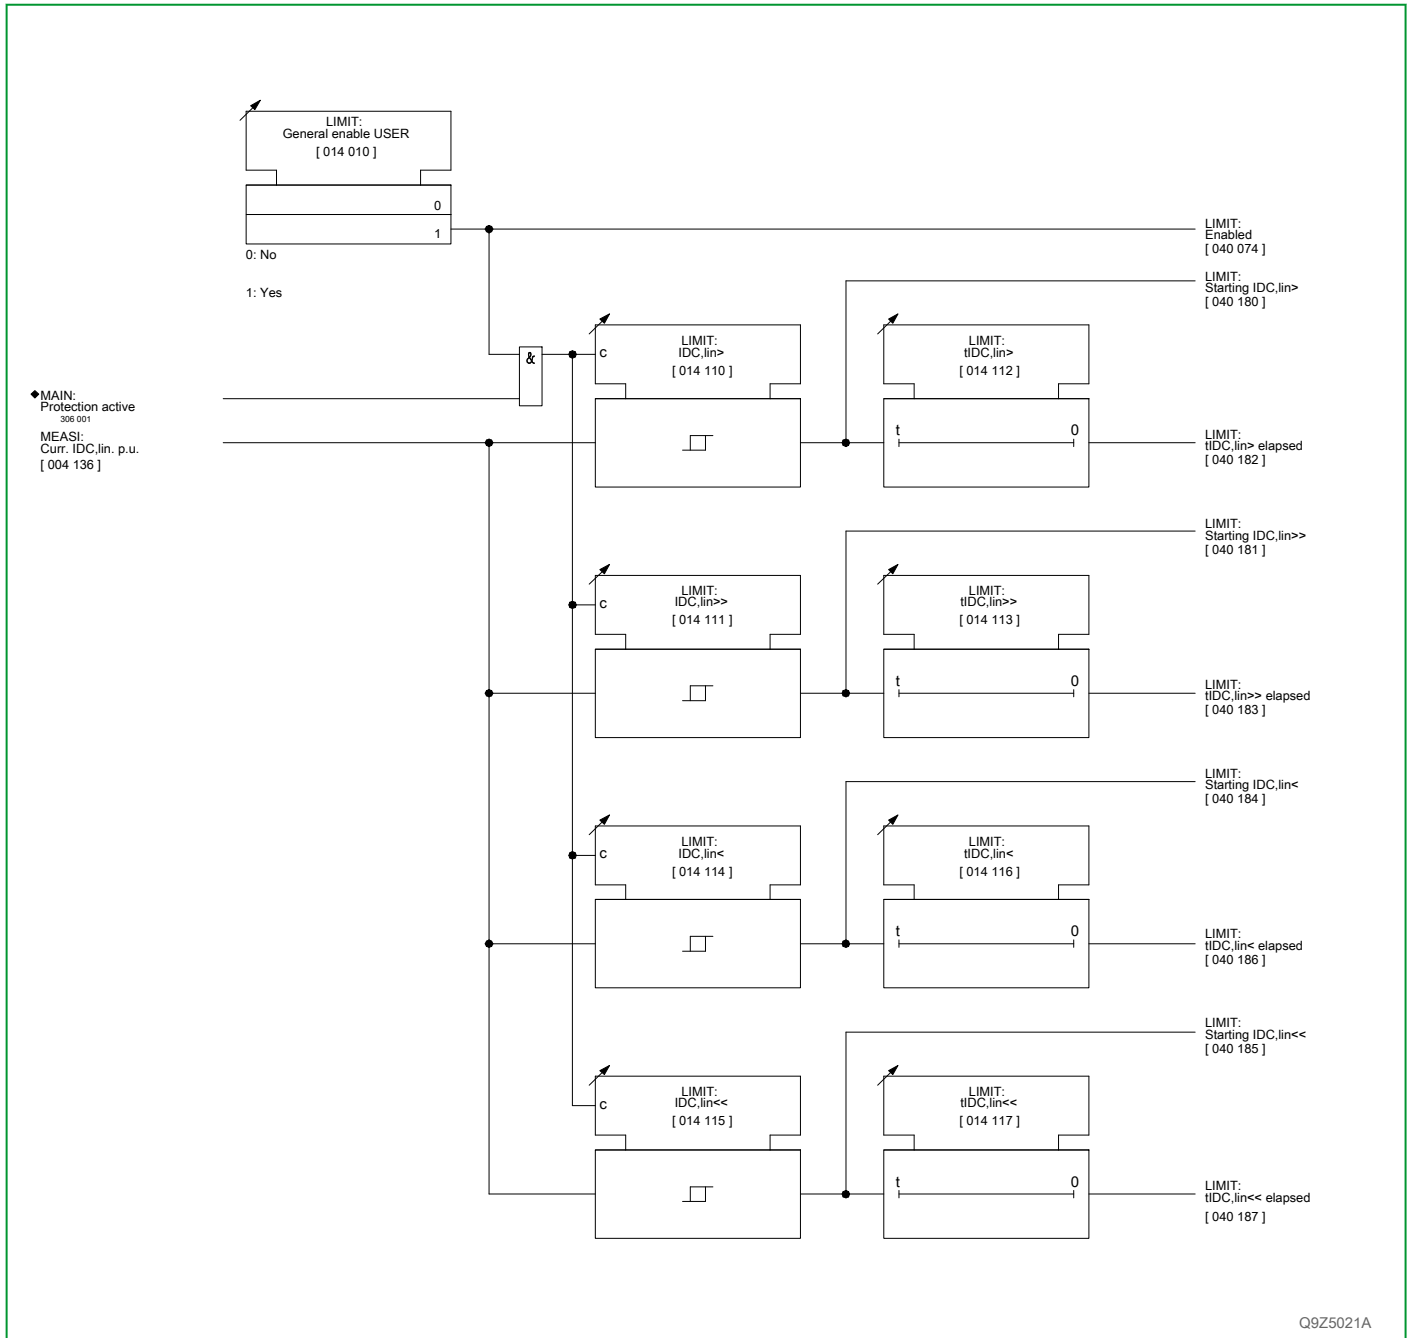 LIMIT:
General enable USER
[ 014 010 ]
0
1
0: No
1: Yes
LIMIT:
Enabled
[ 040 074 ]
LIMIT:
Starting IDC,lin>
[ 040 180 ]
&
c
LIMIT:
IDC,lin>
[ 014 110 ]
LIMIT:
tIDC,lin>
[ 014 112 ]
◆MAIN:
Protection active
306 001
MEASI:
Curr. IDC,lin. p.u.
[ 004 136 ]
t
0
LIMIT:
tIDC,lin> elapsed
[ 040 182 ]
LIMIT:
Starting IDC,lin>>
[ 040 181 ]
c
LIMIT:
IDC,lin>>
[ 014 111 ]
LIMIT:
tIDC,lin>>
[ 014 113 ]
t
0
LIMIT:
tIDC,lin>> elapsed
[ 040 183 ]
LIMIT:
Starting IDC,lin<
[ 040 184 ]
c
LIMIT:
IDC,lin<
[ 014 114 ]
LIMIT:
tIDC,lin<
[ 014 116 ]
t
0
LIMIT:
tIDC,lin< elapsed
[ 040 186 ]
LIMIT:
Starting IDC,lin<<
[ 040 185 ]
c
LIMIT:
IDC,lin<<
[ 014 115 ]
LIMIT:
tIDC,lin<<
[ 014 117 ]
t
0
LIMIT:
tIDC,lin<< elapsed
[ 040 187 ]
Q9Z5021A